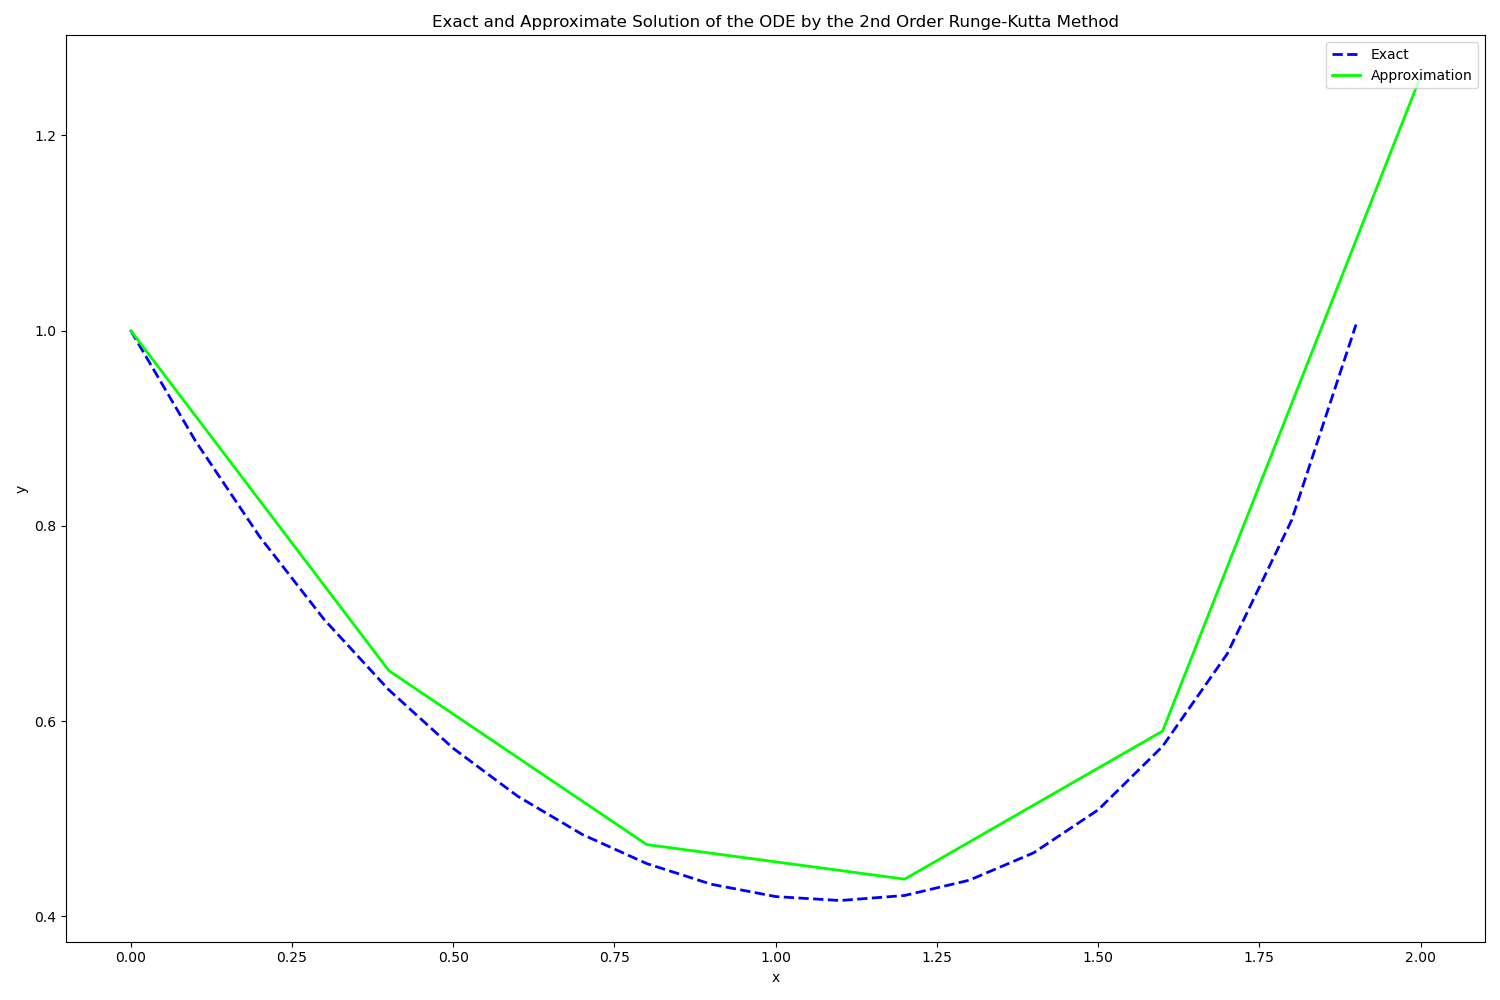 Exact and Approximate Solution of the ODE by the 2nd Order Runge-Kutta Method
Exact
Approximation
1.2
1.0
0.8
0.6
0.4
y
0.00 0.25 0.50 0.75 1.00 1.25 1.50 1.75 2.00
x